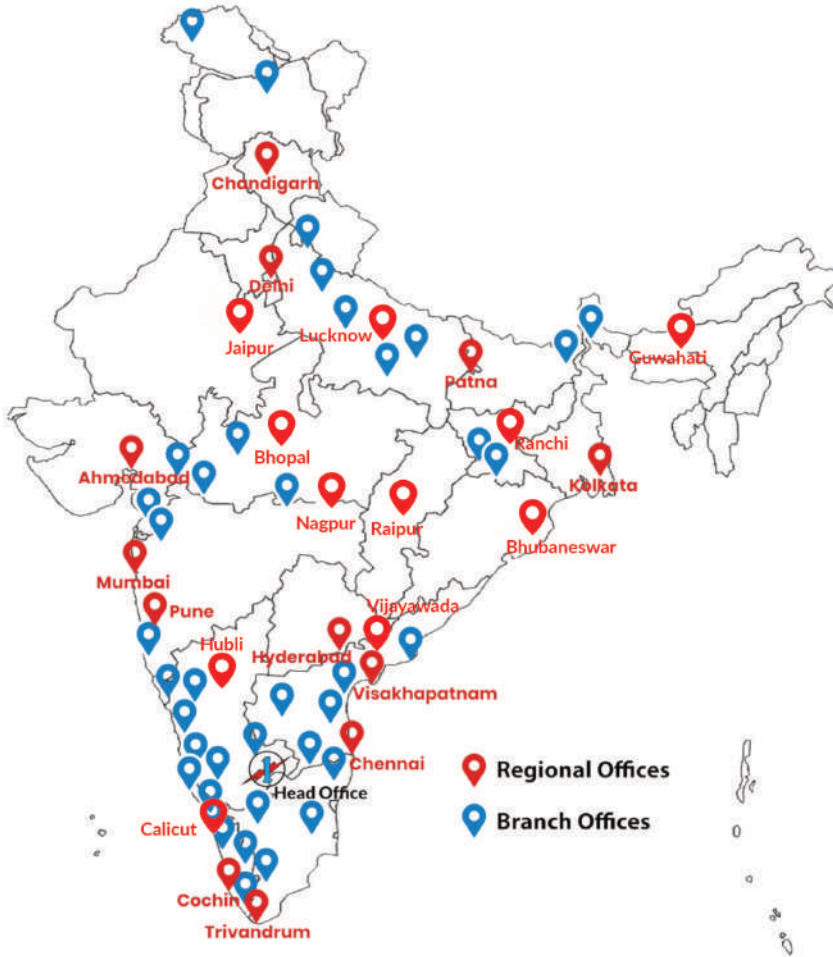 Chandigarh
Delhi
Jaipur
Lucknow
Patna
Guwahati
Ahmedabad
Bhopal
Ranchi
Kolkata
Nagpur
Raipur
Bhubaneswar
Mumbai
Pune
Vijayawada
Hubli
Hyderabad
Visakhapatnam
Chennai
Regional Offices
Head Office
Branch Offices
Calicut
Cochin
Trivandrum